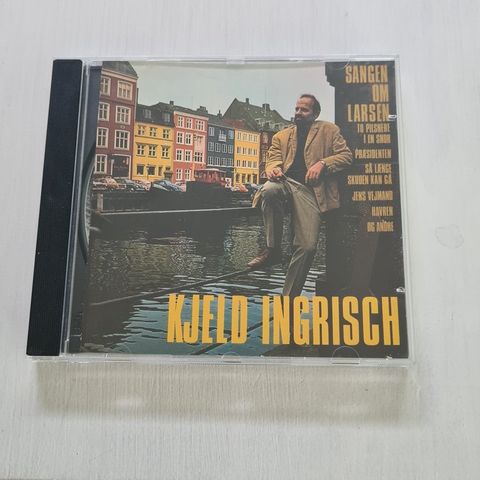 SANGEN
OM
LARSEN
TO PILSNERE
I EN SNOR
PRÆSIDENTEN
SÅ LÆNGE
SKUDEN KAN GÅ
JENS VEJMAND
HAVREN
OG ANDRE
KJELD INGRISCH